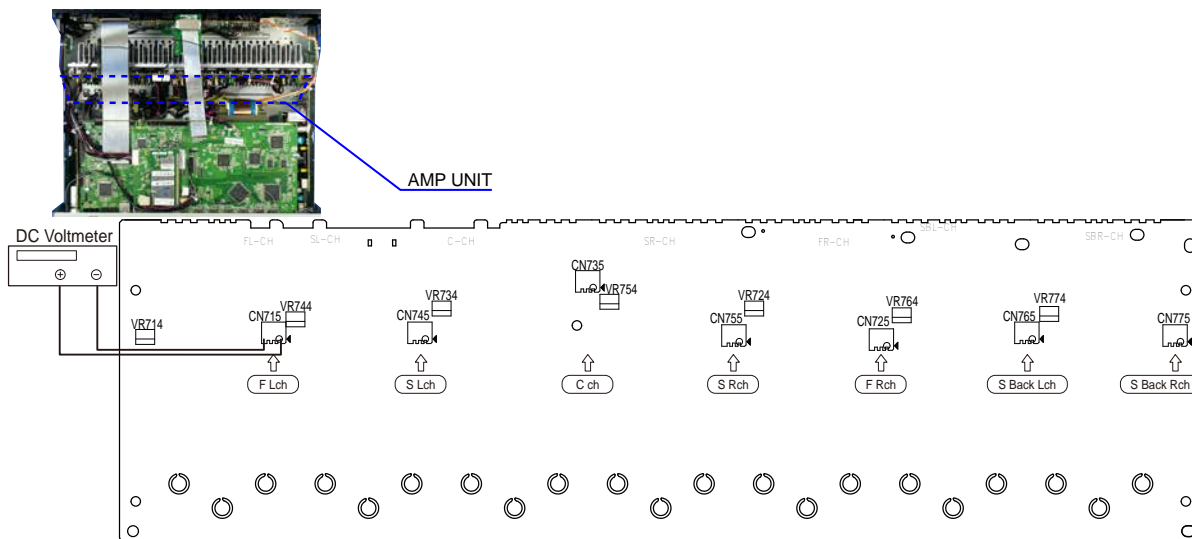 AMP UNIT
DC Voltmeter
+ −
FL-CH SL-CH C-CH SR-CH FR-CH SBL-CH SBR-CH
CN735
VR754
VR714
CN715
VR744
CN745
VR734
CN755
VR724
CN725
VR764
CN765
VR774
CN775
F Lch
S Lch
C ch
S Rch
F Rch
S Back Lch
S Back Rch